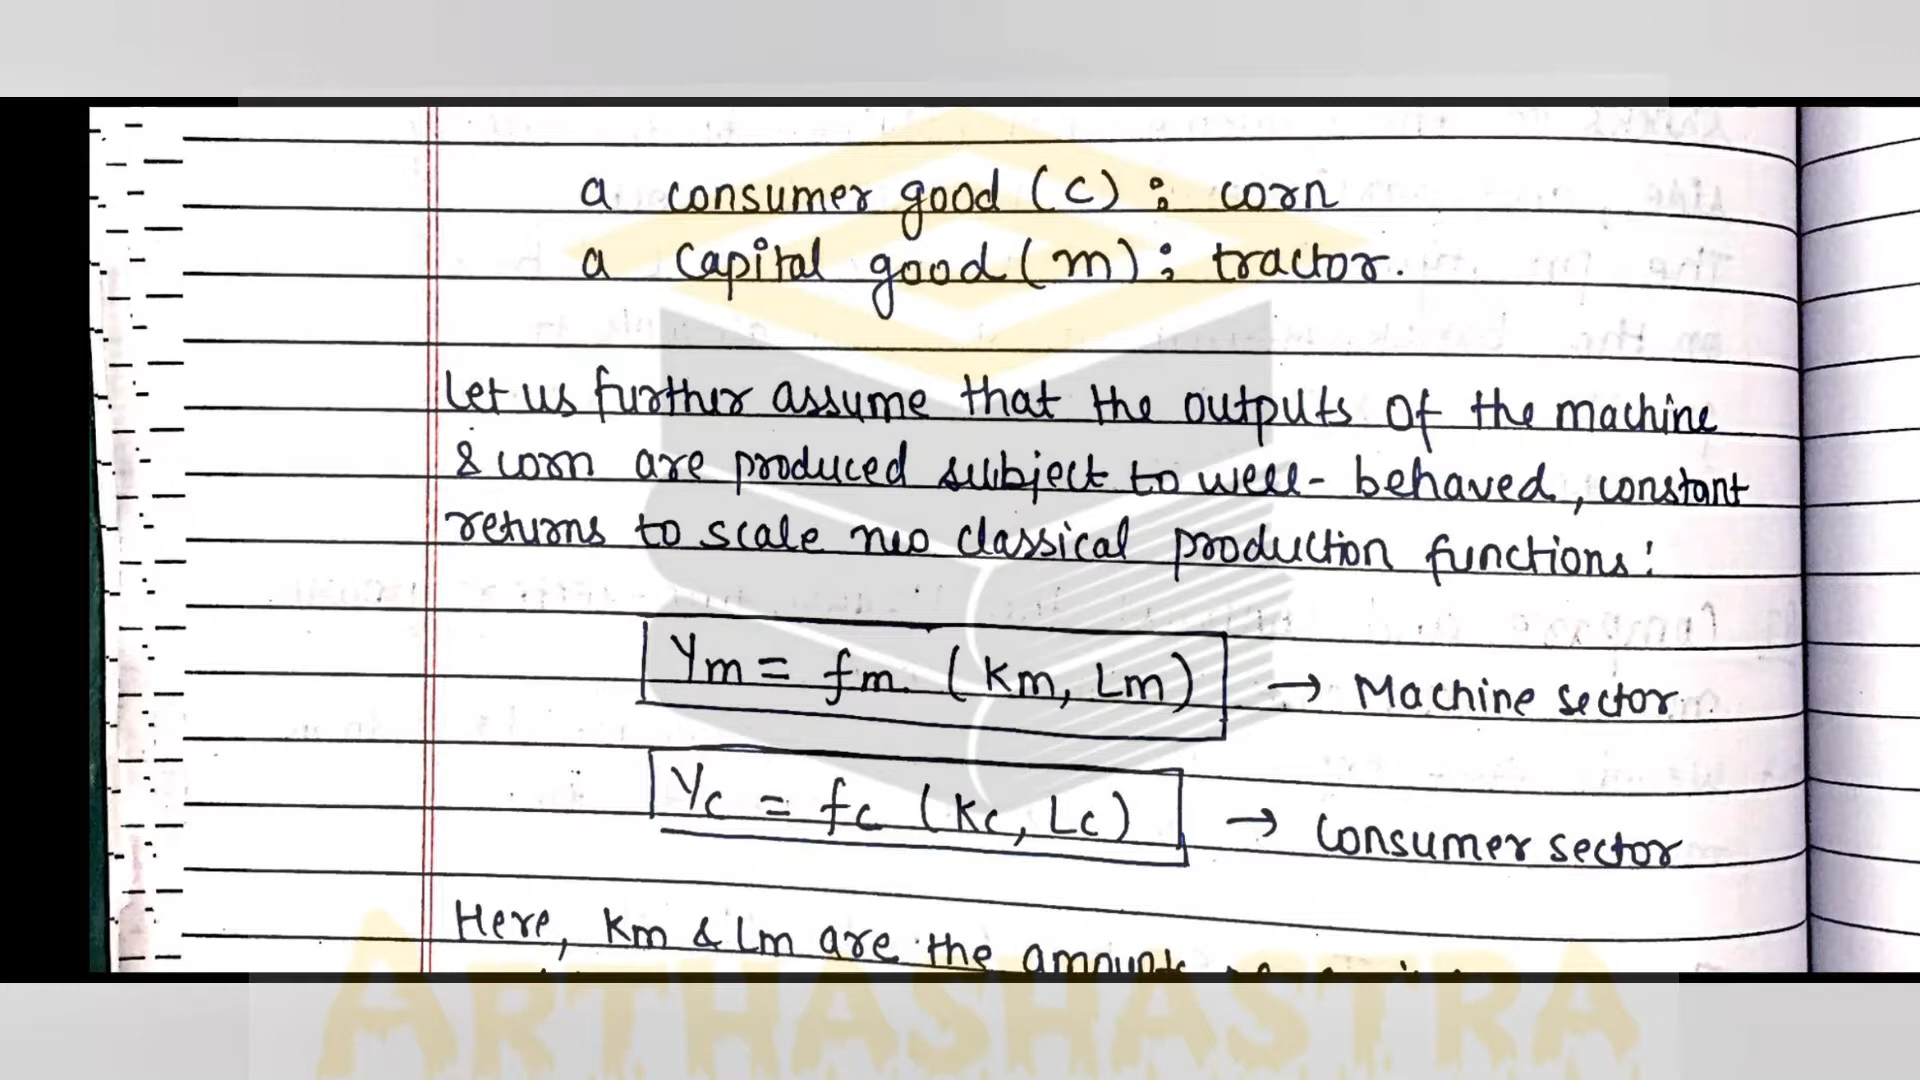 a consumer good (c) : corn
a capital good (m) : tractor.
Let us further assume that the outputs of the machine
& corn are produced subject to well-behaved, constant
returns to scale neo classical production functions:
Ym = fm (Km, Lm) → Machine sector
Yc = fc (Kc, Lc) → Consumer sector
Here, Km & Lm are the amounts
ARTHASHASTRA